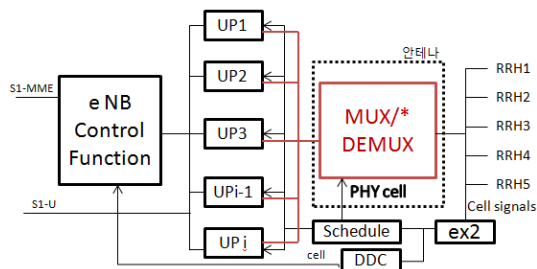 UP1
안테나
S1-MME
e NB
Control
Function
UP2
UP3
UPi-1
UP i
S1-U
MUX/*
DEMUX
PHY cell
RRH1
RRH2
RRH3
RRH4
RRH5
Cell signals
Schedule
ex2
cell
DDC